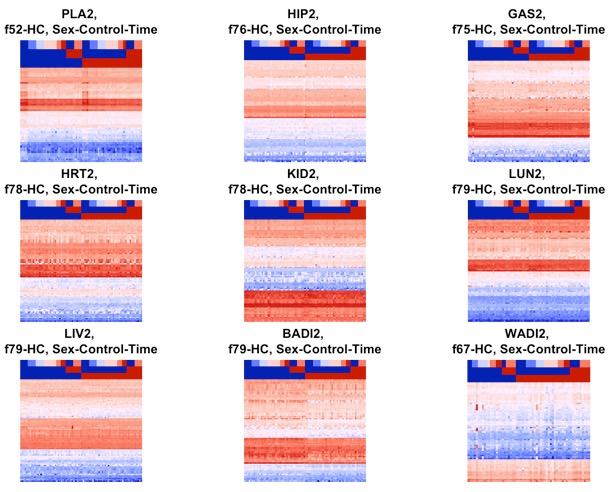 PLA2,
f52-HC, Sex-Control-Time
HIP2,
f76-HC, Sex-Control-Time
GAS2,
f75-HC, Sex-Control-Time
HRT2,
f78-HC, Sex-Control-Time
KID2,
f78-HC, Sex-Control-Time
LUN2,
f79-HC, Sex-Control-Time
LIV2,
f79-HC, Sex-Control-Time
BADI2,
f79-HC, Sex-Control-Time
WADI2,
f67-HC, Sex-Control-Time